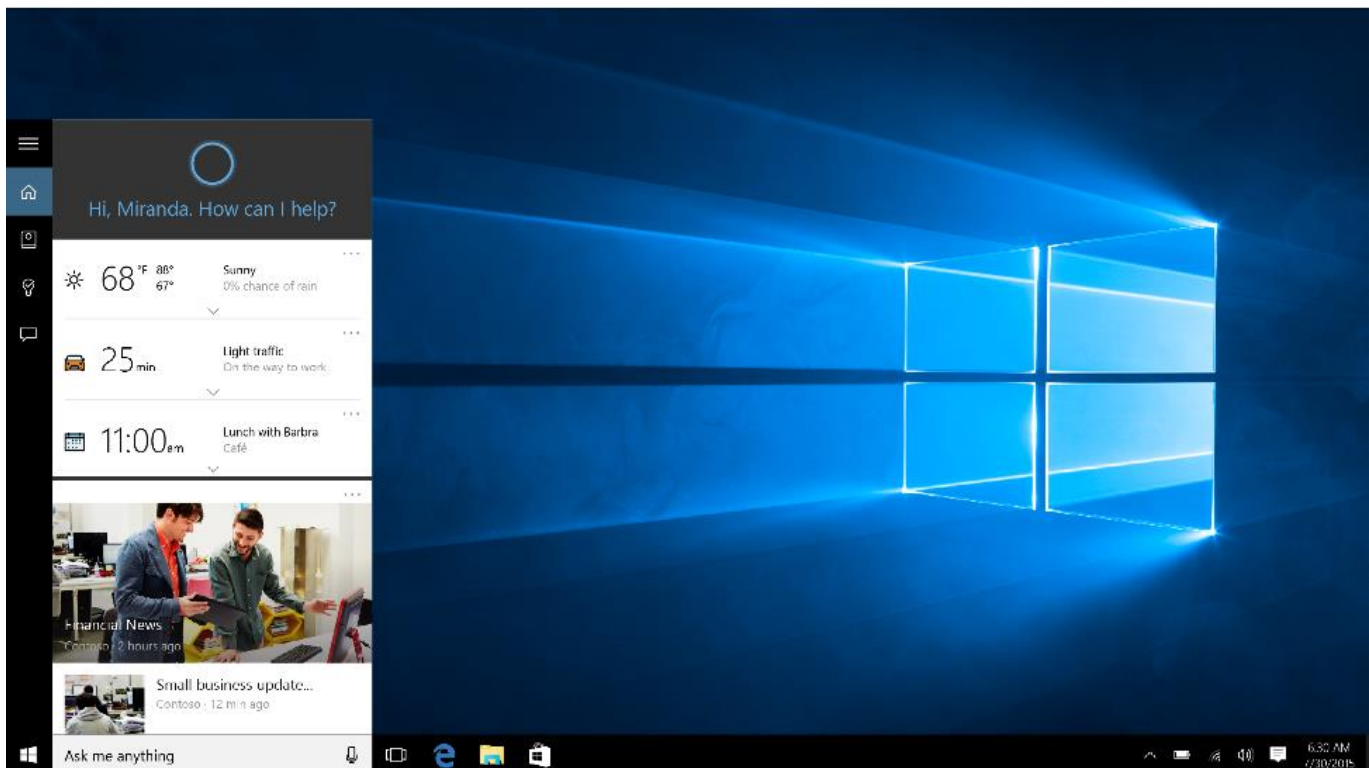 Hi, Miranda. How can I help?
68 °F 88° 67°
Sunny
0% chance of rain
25 min
Light traffic
On the way to work
11:00 am
Lunch with Barbra
Café
Financial News
Contoso · 2 hours ago
Small business update...
Contoso · 12 min ago
Ask me anything
6:30 AM
7/30/2015